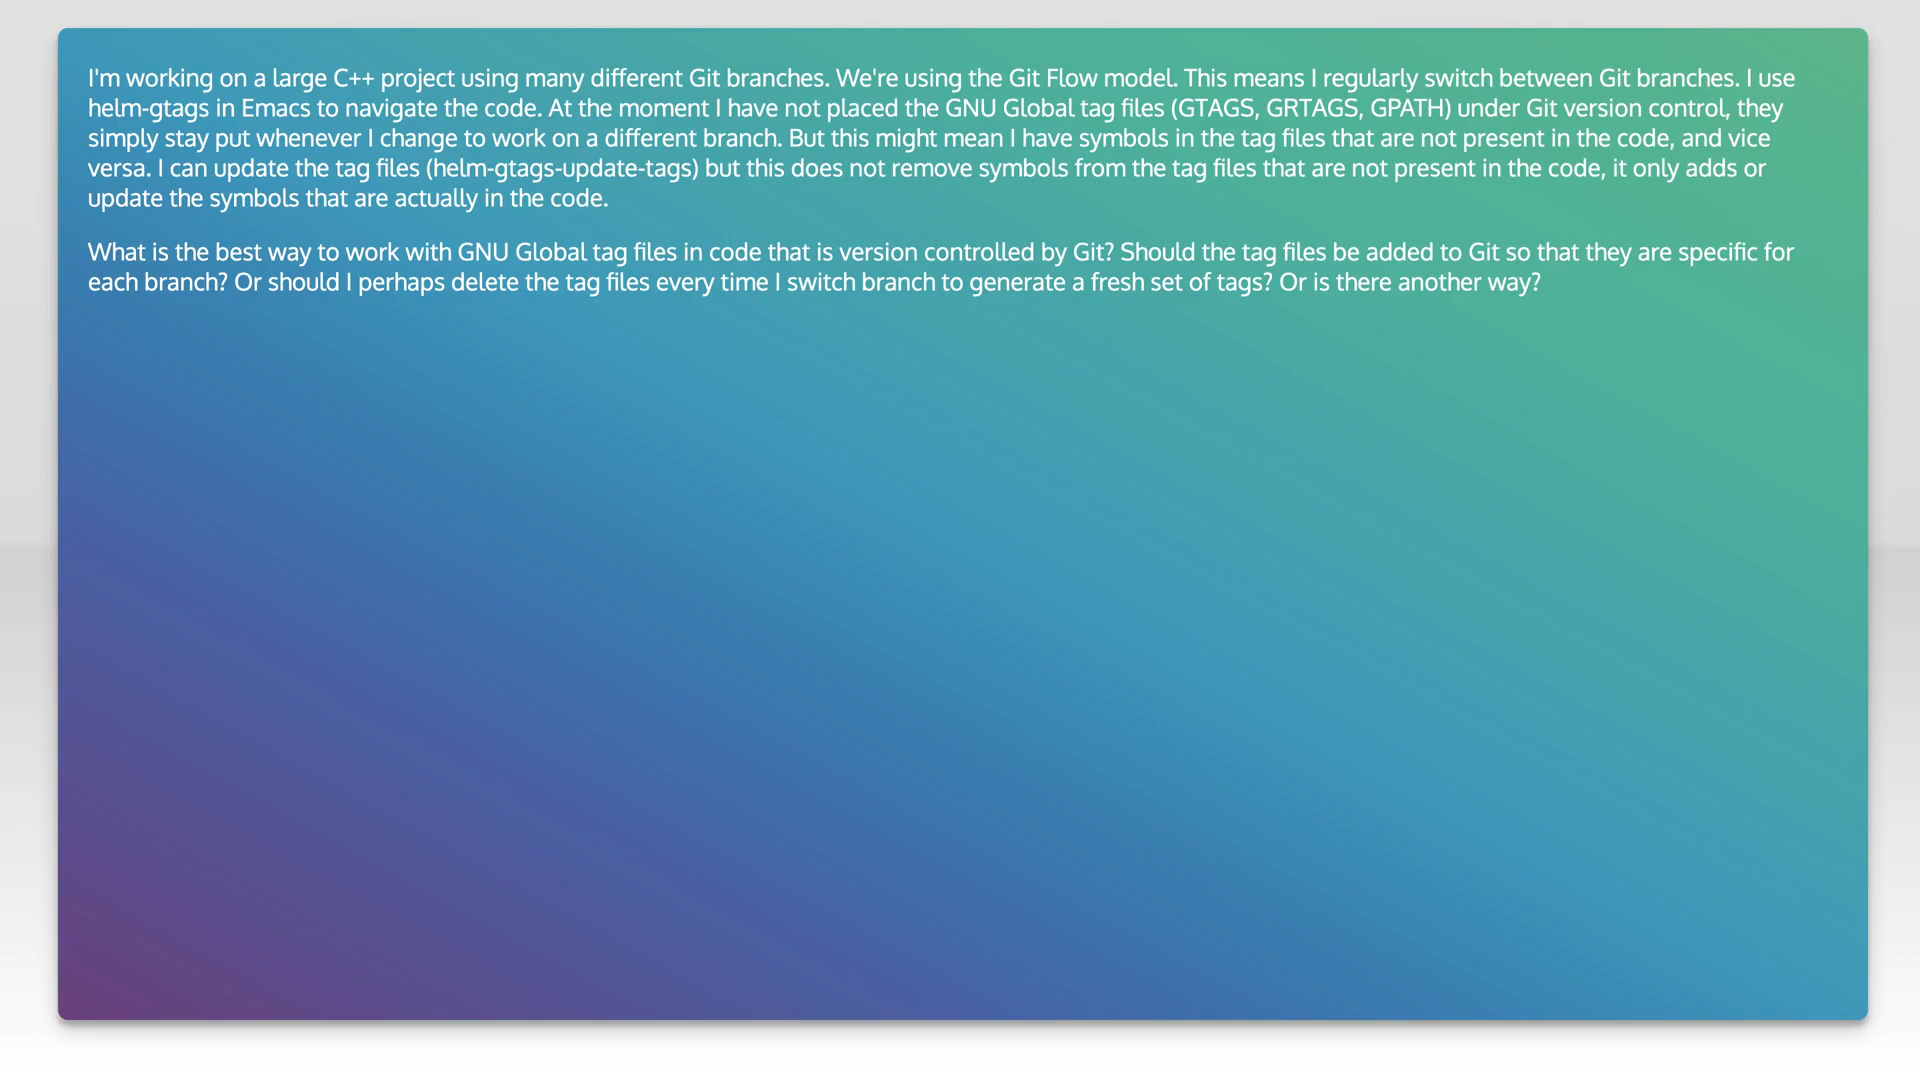 I'm working on a large C++ project using many different Git branches. We're using the Git Flow model. This means I regularly switch between Git branches. I use
helm-gtags in Emacs to navigate the code. At the moment I have not placed the GNU Global tag files (GTAGS, GRTAGS, GPATH) under Git version control, they
simply stay put whenever I change to work on a different branch. But this might mean I have symbols in the tag files that are not present in the code, and vice
versa. I can update the tag files (helm-gtags-update-tags) but this does not remove symbols from the tag files that are not present in the code, it only adds or
update the symbols that are actually in the code.
What is the best way to work with GNU Global tag files in code that is version controlled by Git? Should the tag files be added to Git so that they are specific for
each branch? Or should I perhaps delete the tag files every time I switch branch to generate a fresh set of tags? Or is there another way?